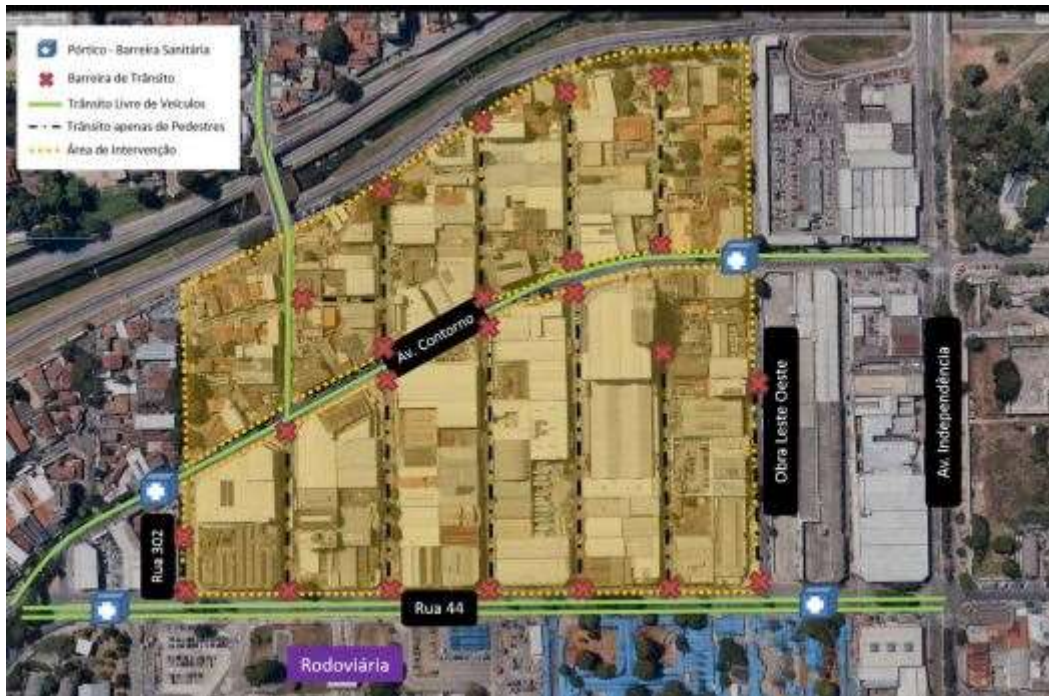 Pórtico - Barreira Sanitária
Barreira de Trânsito
Trânsito Livre de Veículos
Trânsito apenas de Pedestres
Área de Intervenção
Av. Contorno
Obra Leste Oeste
Av. Independência
Rua 302
Rua 44
Rodoviária